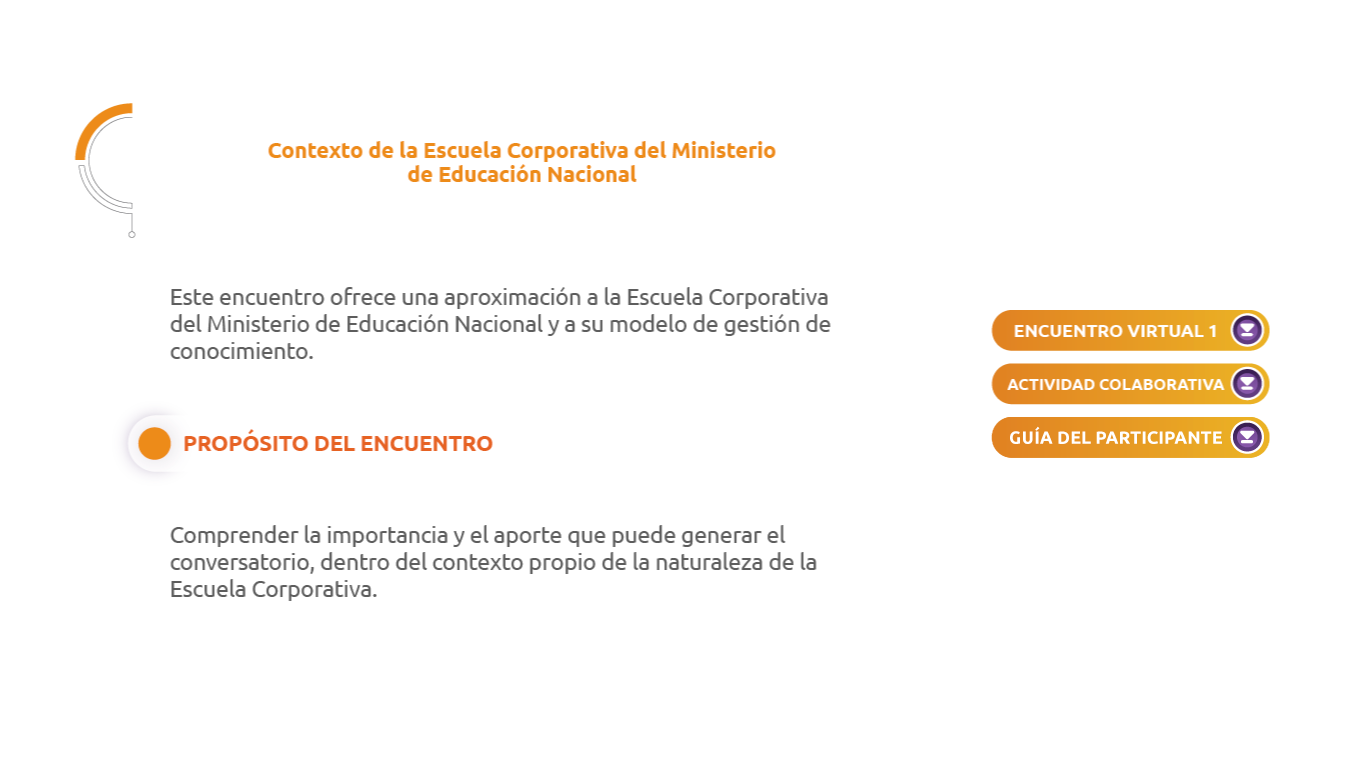 Contexto de la Escuela Corporativa del Ministerio
de Educación Nacional
Este encuentro ofrece una aproximación a la Escuela Corporativa
del Ministerio de Educación Nacional y a su modelo de gestión de
conocimiento.
ENCUENTRO VIRTUAL 1
ACTIVIDAD COLABORATIVA
GUÍA DEL PARTICIPANTE
PROPÓSITO DEL ENCUENTRO
Comprender la importancia y el aporte que puede generar el
conversatorio, dentro del contexto propio de la naturaleza de la
Escuela Corporativa.